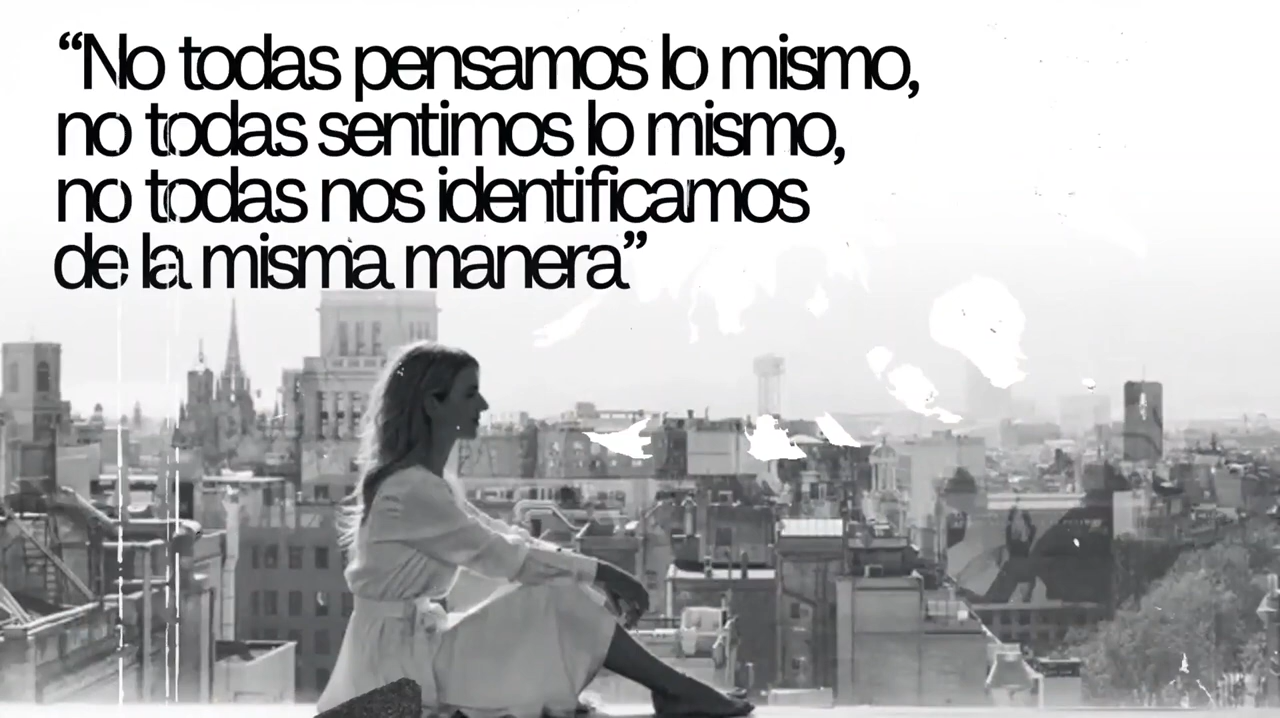 “No todas pensamos lo mismo,
no todas sentimos lo mismo,
no todas nos identificamos
de la misma manera”